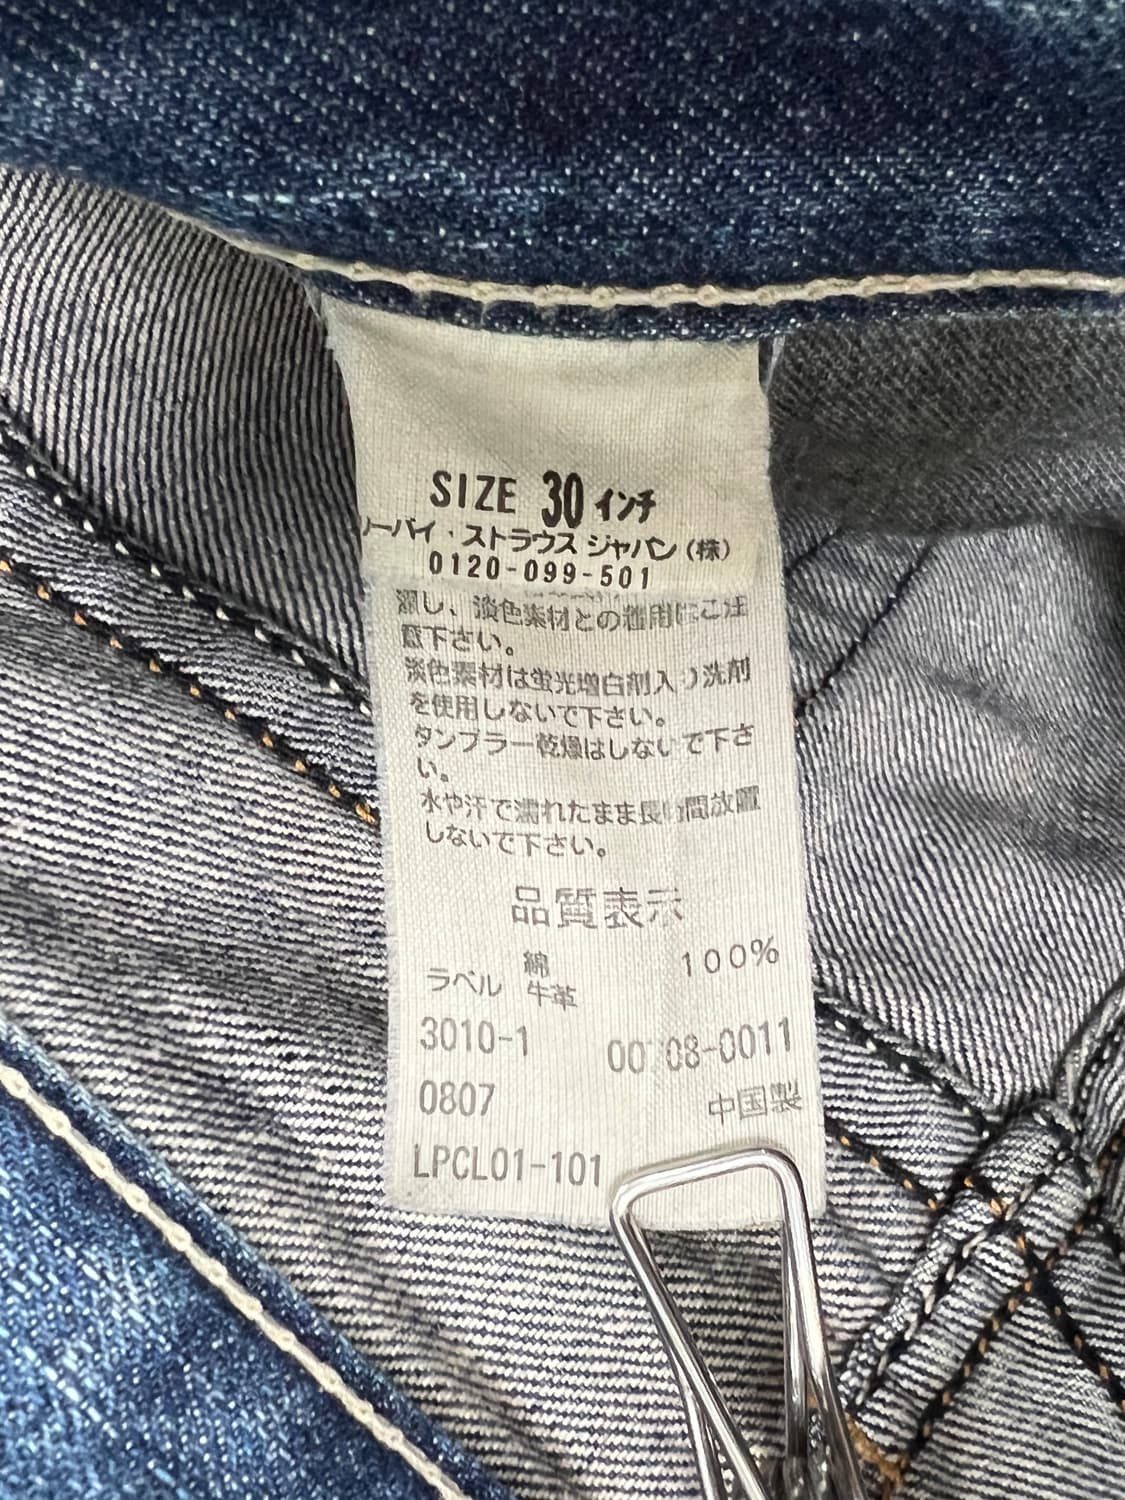 SIZE 30 インチ
リーバイ・ストラウス ジャパン(株)
0120-099-501
濯し、淡色素材との着用はご注
意下さい。
淡色素材は蛍光増白剤入り洗剤
を使用しないで下さい。
タンブラー乾燥はしないで下さ
い。
水や汗で濡れたまま長い間放置
しないで下さい。
品質表示
綿 100%
ラベル 牛革
3010-1 08-0011
0807 中国製
LPCL01-101